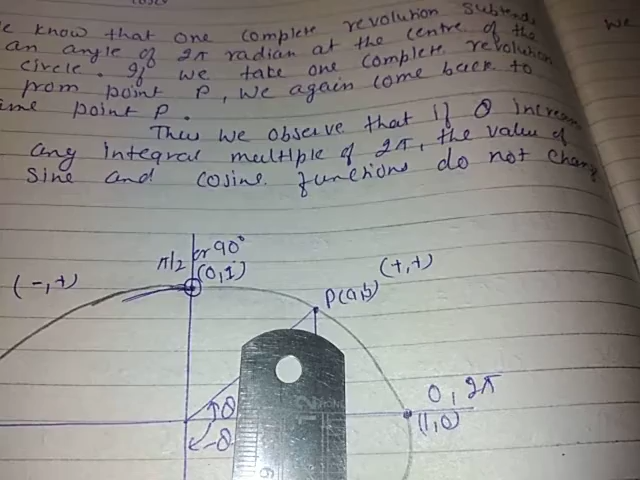 know that one complete revolution subtends
an angle of 2π radian at the centre of the
circle. If we take one complete revolution
from point P, we again come back to
point P.
Thus we observe that if θ increases
any integral multiple of 2π, the value of
sine and cosine functions do not change
we
π/2 or 90°
(0,1)
(-,+)
(+,+)
P(a,b)
0, 2π
(1,0)
θ
-θ